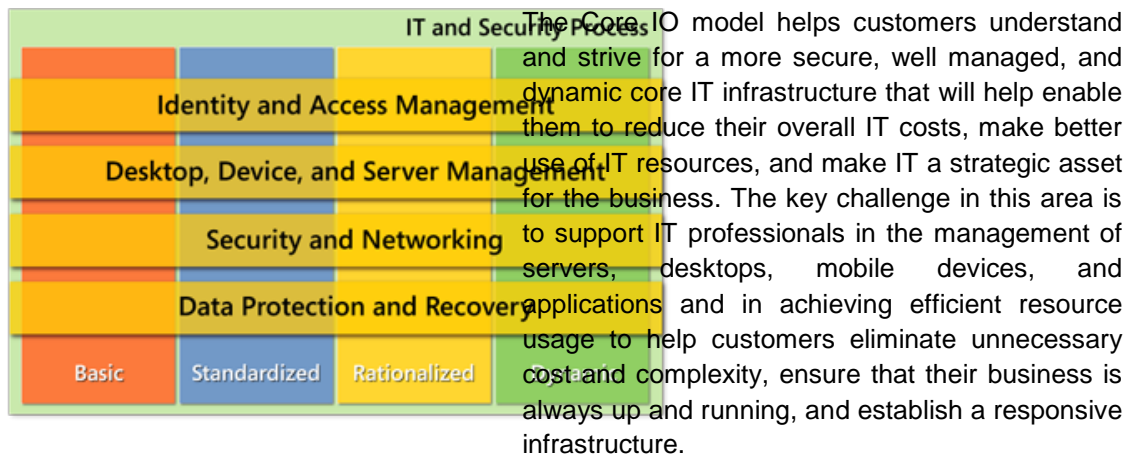 IT and Security Process
Identity and Access Management
Desktop, Device, and Server Management
Security and Networking
Data Protection and Recovery
Basic
Standardized
Rationalized
Dynamic
The Core IO model helps customers understand
and strive for a more secure, well managed, and
dynamic core IT infrastructure that will help enable
them to reduce their overall IT costs, make better
use of IT resources, and make IT a strategic asset
for the business. The key challenge in this area is
to support IT professionals in the management of
servers, desktops, mobile devices, and
applications and in achieving efficient resource
usage to help customers eliminate unnecessary
cost and complexity, ensure that their business is
always up and running, and establish a responsive
infrastructure.